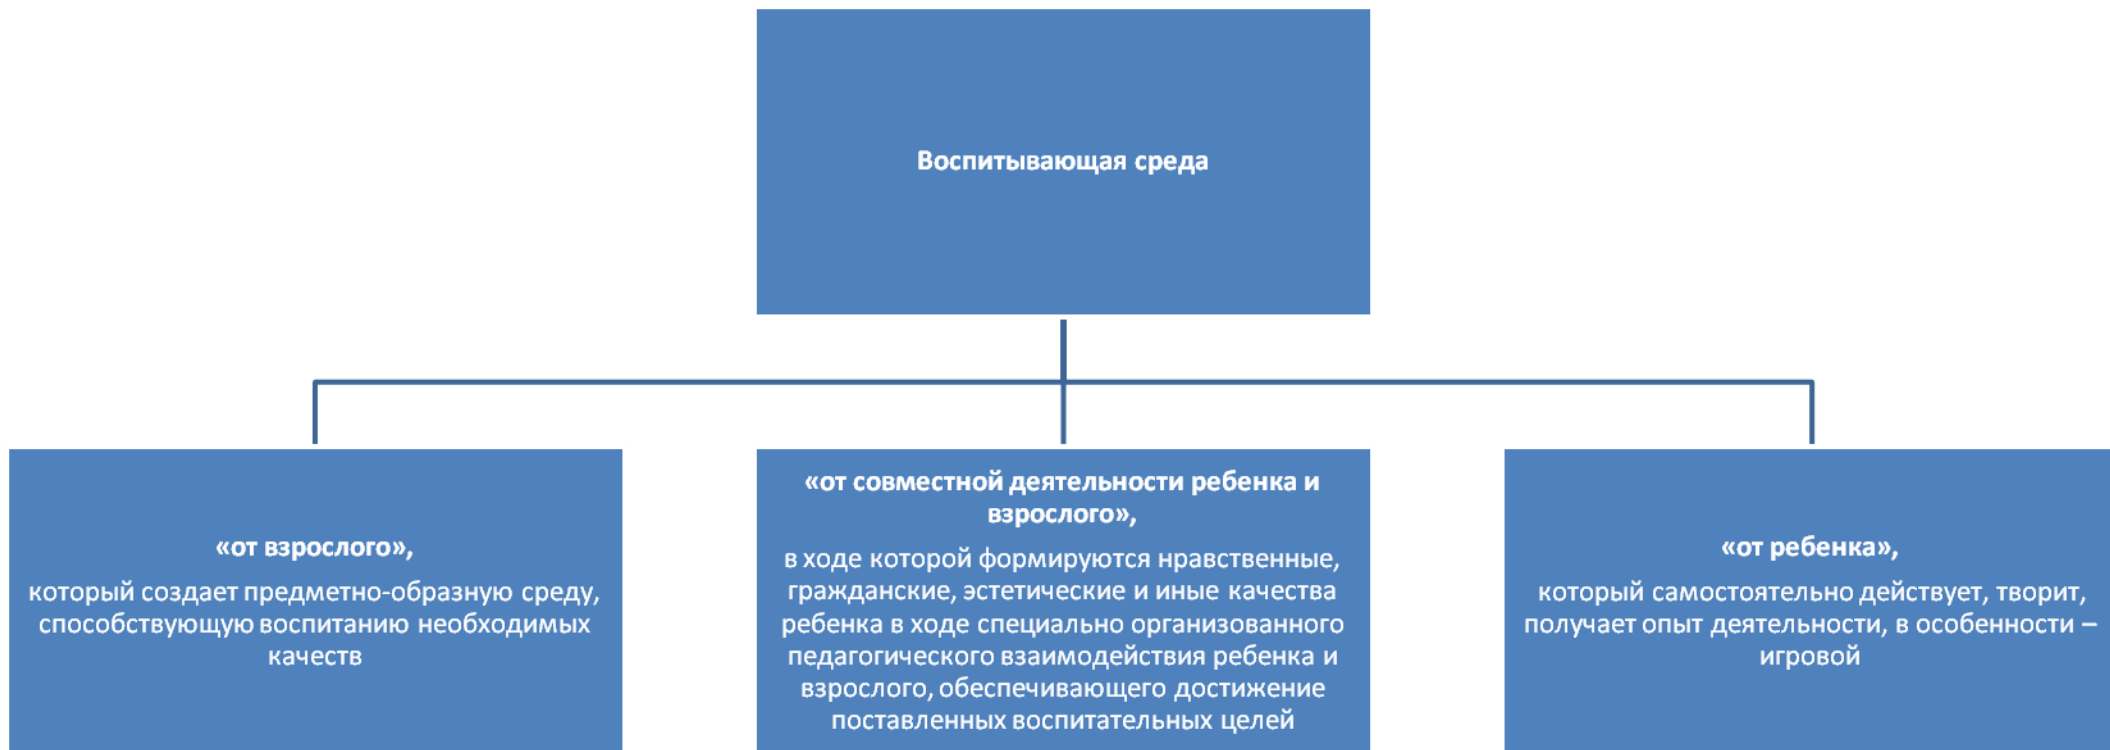 Воспитывающая среда
«от взрослого»,
который создает предметно-образную среду,
способствующую воспитанию необходимых
качеств
«от совместной деятельности ребенка и
взрослого»,
в ходе которой формируются нравственные,
гражданские, эстетические и иные качества
ребенка в ходе специально организованного
педагогического взаимодействия ребенка и
взрослого, обеспечивающего достижение
поставленных воспитательных целей
«от ребенка»,
который самостоятельно действует, творит,
получает опыт деятельности, в особенности –
игровой